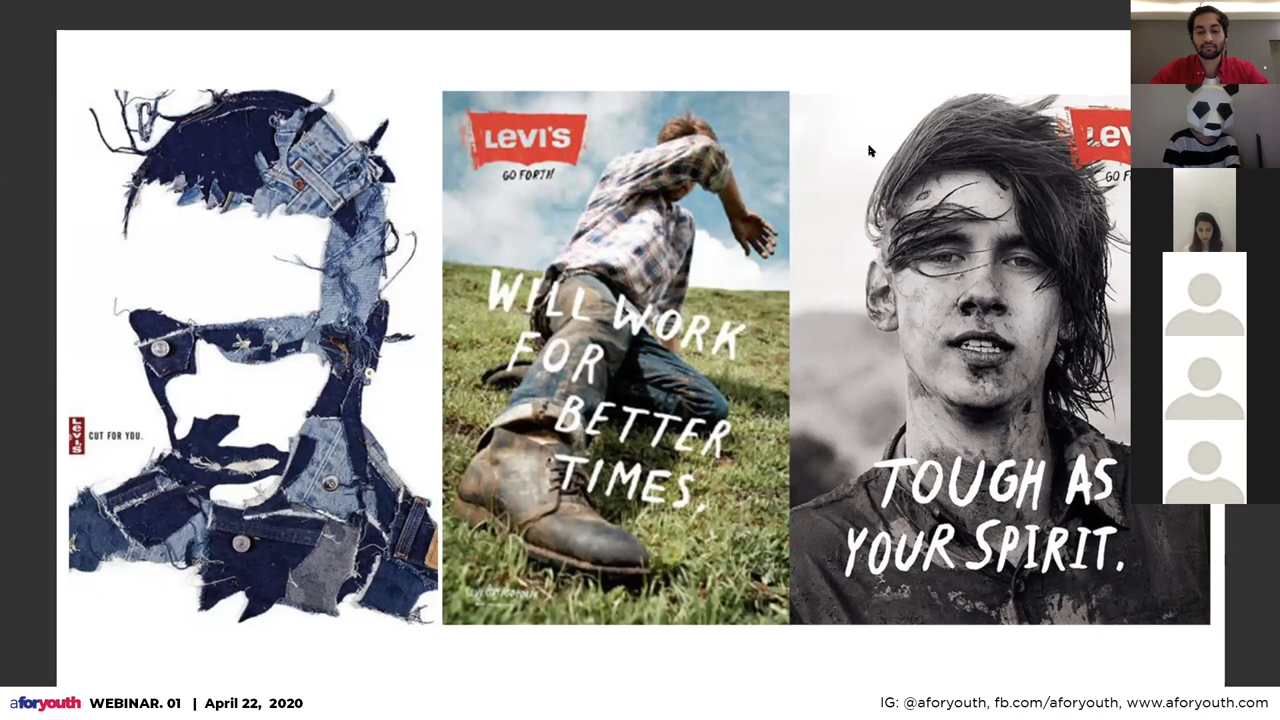 Levi's
CUT FOR YOU.
LEVI'S
GO FORTH
WILL WORK
FOR
BETTER
TIMES.
LEV
GO F
TOUGH AS
YOUR SPIRIT.
aforyouth WEBINAR. 01 | April 22, 2020
IG: @aforyouth, fb.com/aforyouth, www.aforyouth.com